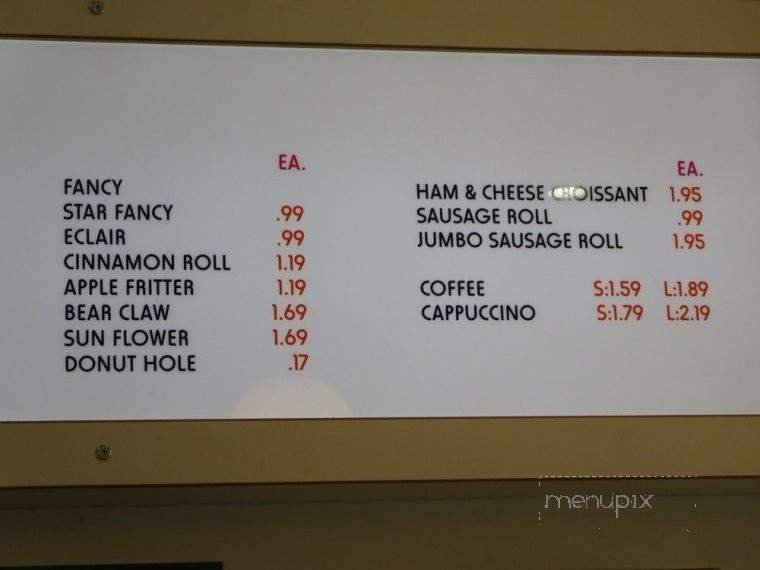 EA.
FANCY
STAR FANCY .99
ECLAIR .99
CINNAMON ROLL 1.19
APPLE FRITTER 1.19
BEAR CLAW 1.69
SUN FLOWER 1.69
DONUT HOLE .17
EA.
HAM & CHEESE CROISSANT 1.95
SAUSAGE ROLL .99
JUMBO SAUSAGE ROLL 1.95
COFFEE S:1.59 L:1.89
CAPPUCCINO S:1.79 L:2.19
menupix